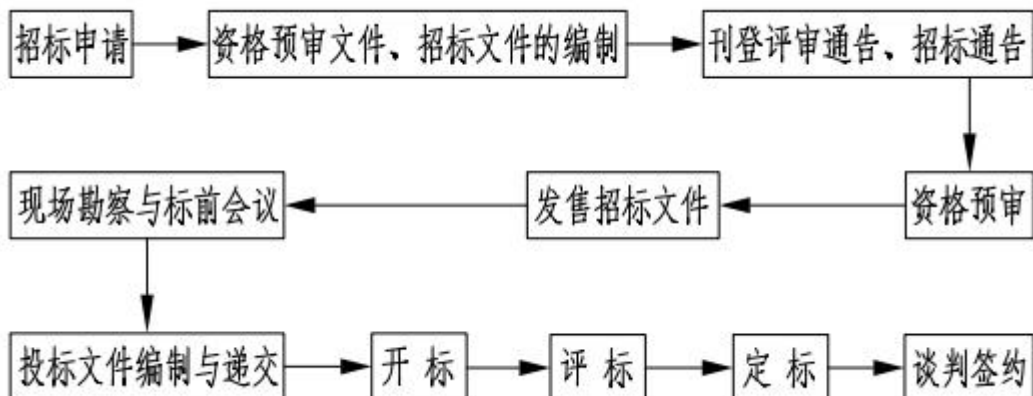 招标申请
资格预审文件、招标文件的编制
刊登评审通告、招标通告
资格预审
发售招标文件
现场勘察与标前会议
投标文件编制与递交
开标
评标
定标
谈判签约